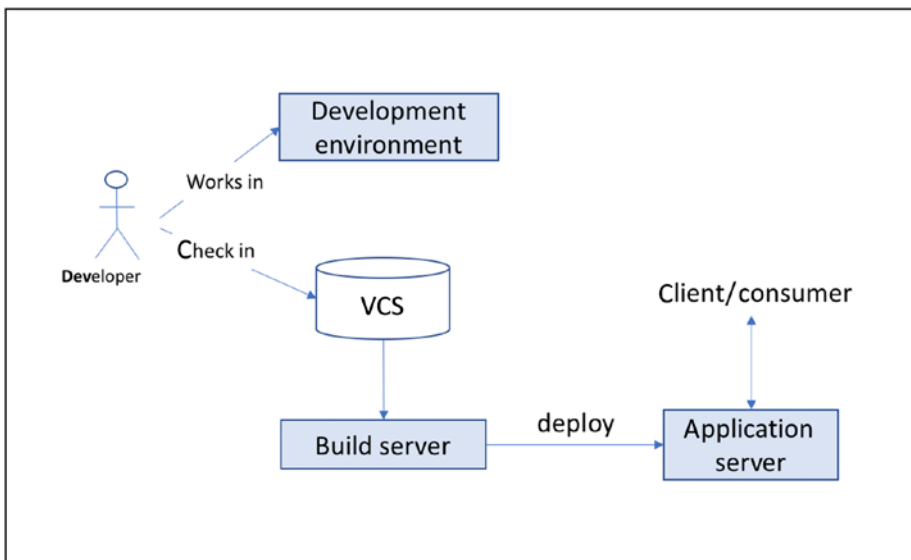 Development
environment
Works in
Check in
Developer
VCS
Client/consumer
Build server
deploy
Application
server